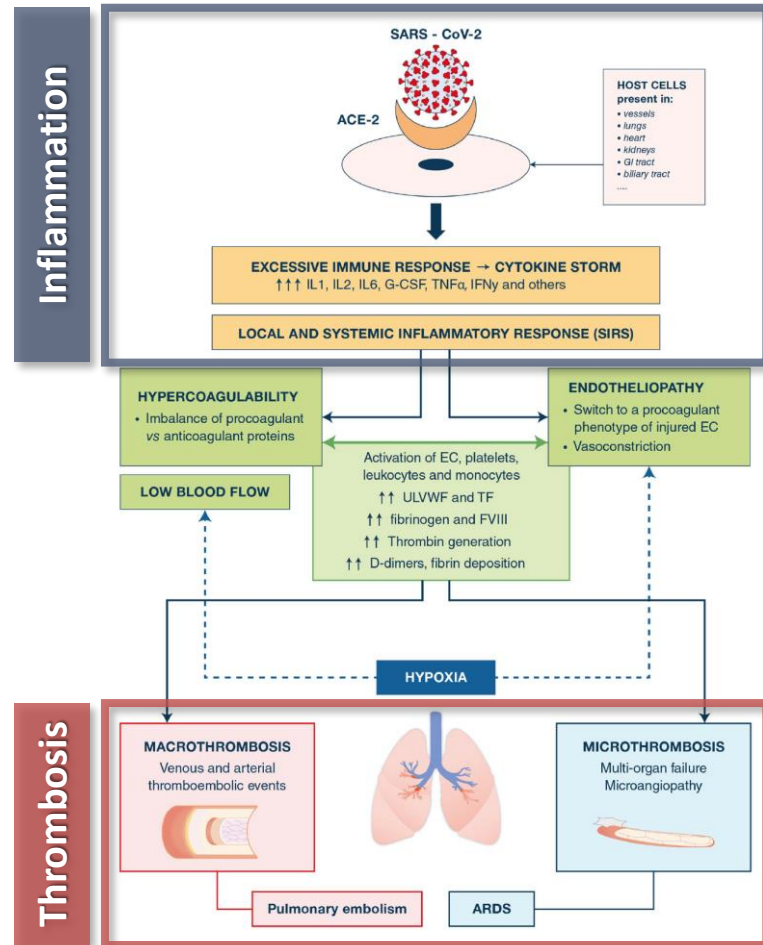 Inflammation
SARS - CoV-2
ACE-2
HOST CELLS
present in:
• vessels
• lungs
• heart
• kidneys
• GI tract
• biliary tract
....
EXCESSIVE IMMUNE RESPONSE → CYTOKINE STORM
↑↑↑ IL1, IL2, IL6, G-CSF, TNFα, IFNγ and others
LOCAL AND SYSTEMIC INFLAMMATORY RESPONSE (SIRS)
HYPERCOAGULABILITY
• Imbalance of procoagulant
vs anticoagulant proteins
ENDOTHELIOPATHY
• Switch to a procoagulant
phenotype of injured EC
• Vasoconstriction
LOW BLOOD FLOW
Activation of EC, platelets,
leukocytes and monocytes
↑↑ ULVWF and TF
↑↑ fibrinogen and FVIII
↑↑ Thrombin generation
↑↑ D-dimers, fibrin deposition
HYPOXIA
Thrombosis
MACROTHROMBOSIS
Venous and arterial
thromboembolic events
MICROTHROMBOSIS
Multi-organ failure
Microangiopathy
Pulmonary embolism
ARDS